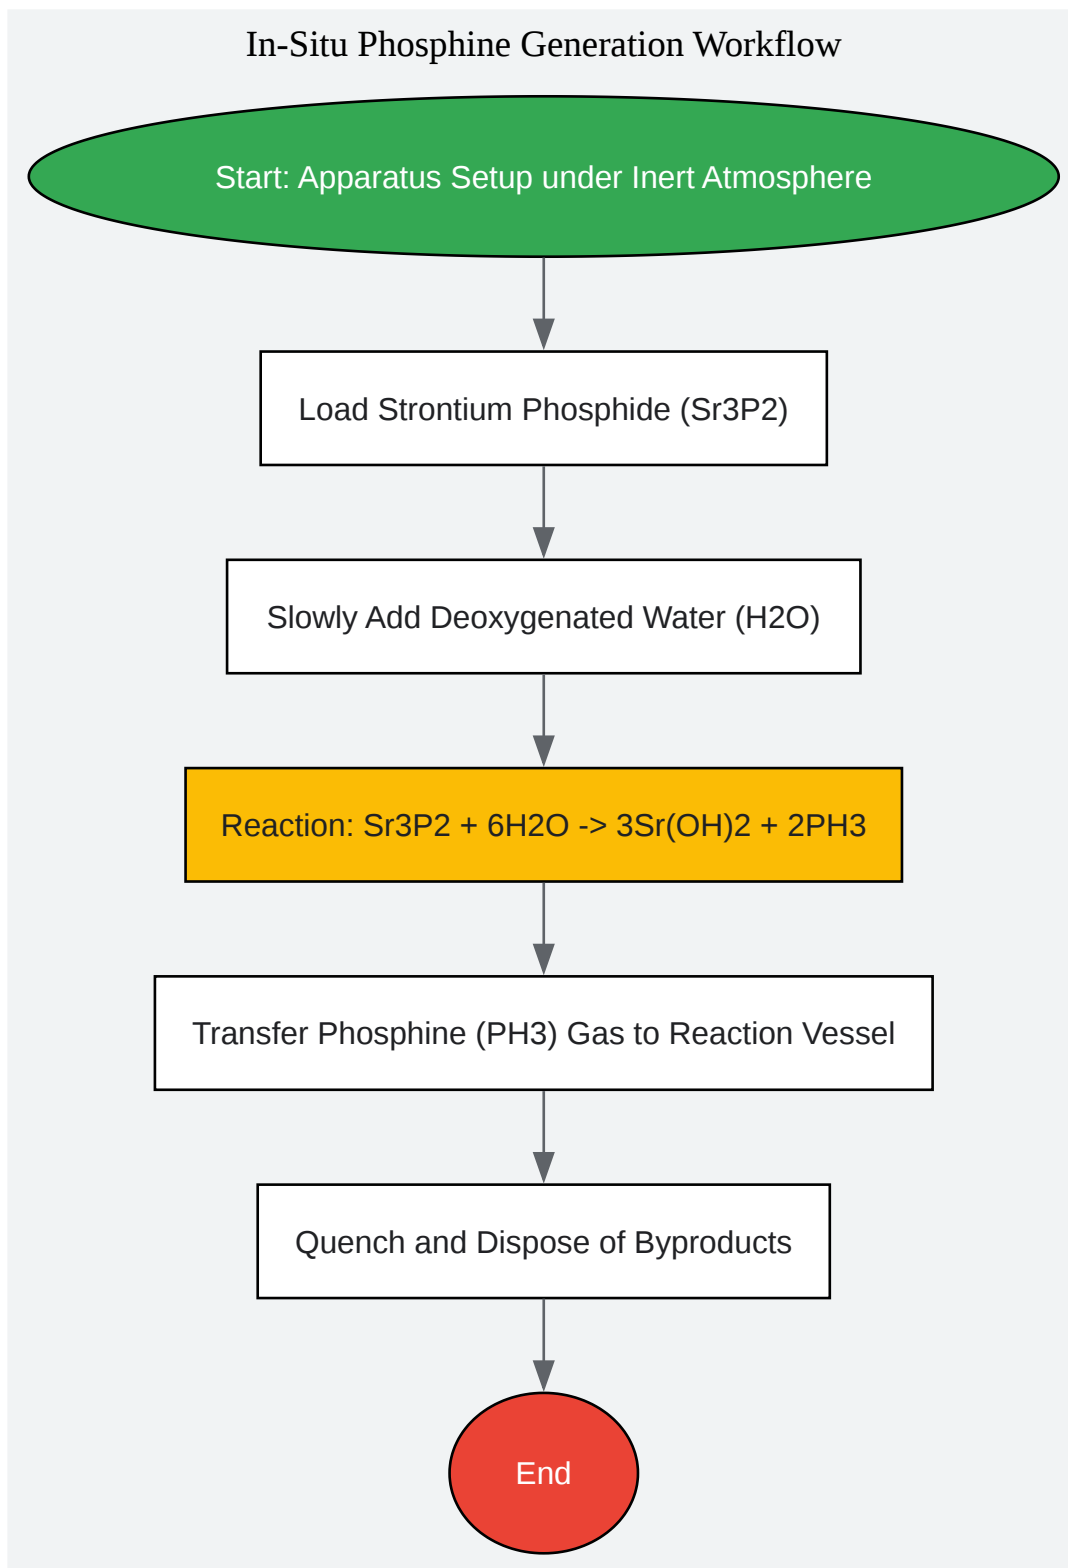 In-Situ Phosphine Generation Workflow
Start: Apparatus Setup under Inert Atmosphere
Load Strontium Phosphide (Sr3P2)
Slowly Add Deoxygenated Water (H2O)
Reaction: Sr3P2 + 6H2O -> 3Sr(OH)2 + 2PH3
Transfer Phosphine (PH3) Gas to Reaction Vessel
Quench and Dispose of Byproducts
End